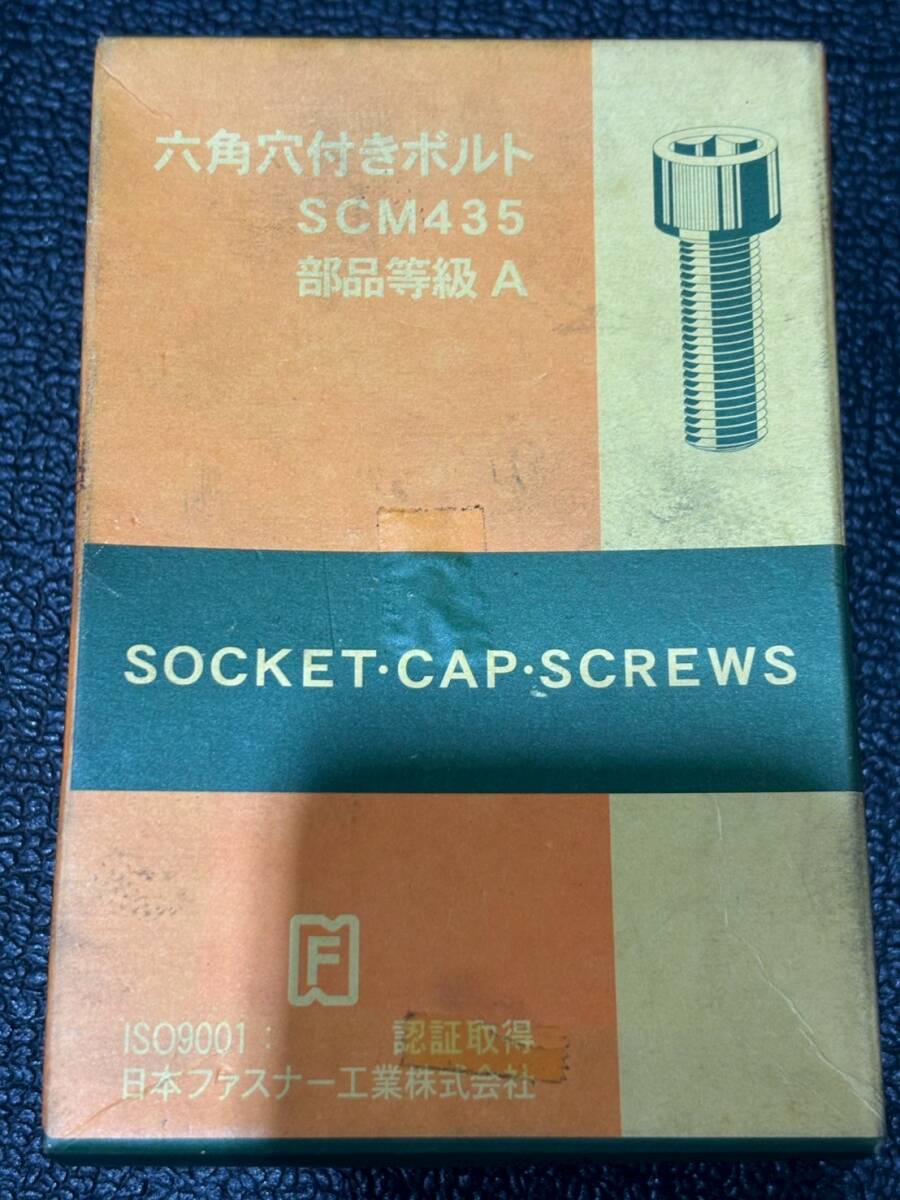 六角穴付きボルト
SCM435
部品等級 A
SOCKET·CAP·SCREWS
F
ISO9001: 認証取得
日本ファスナー工業株式会社